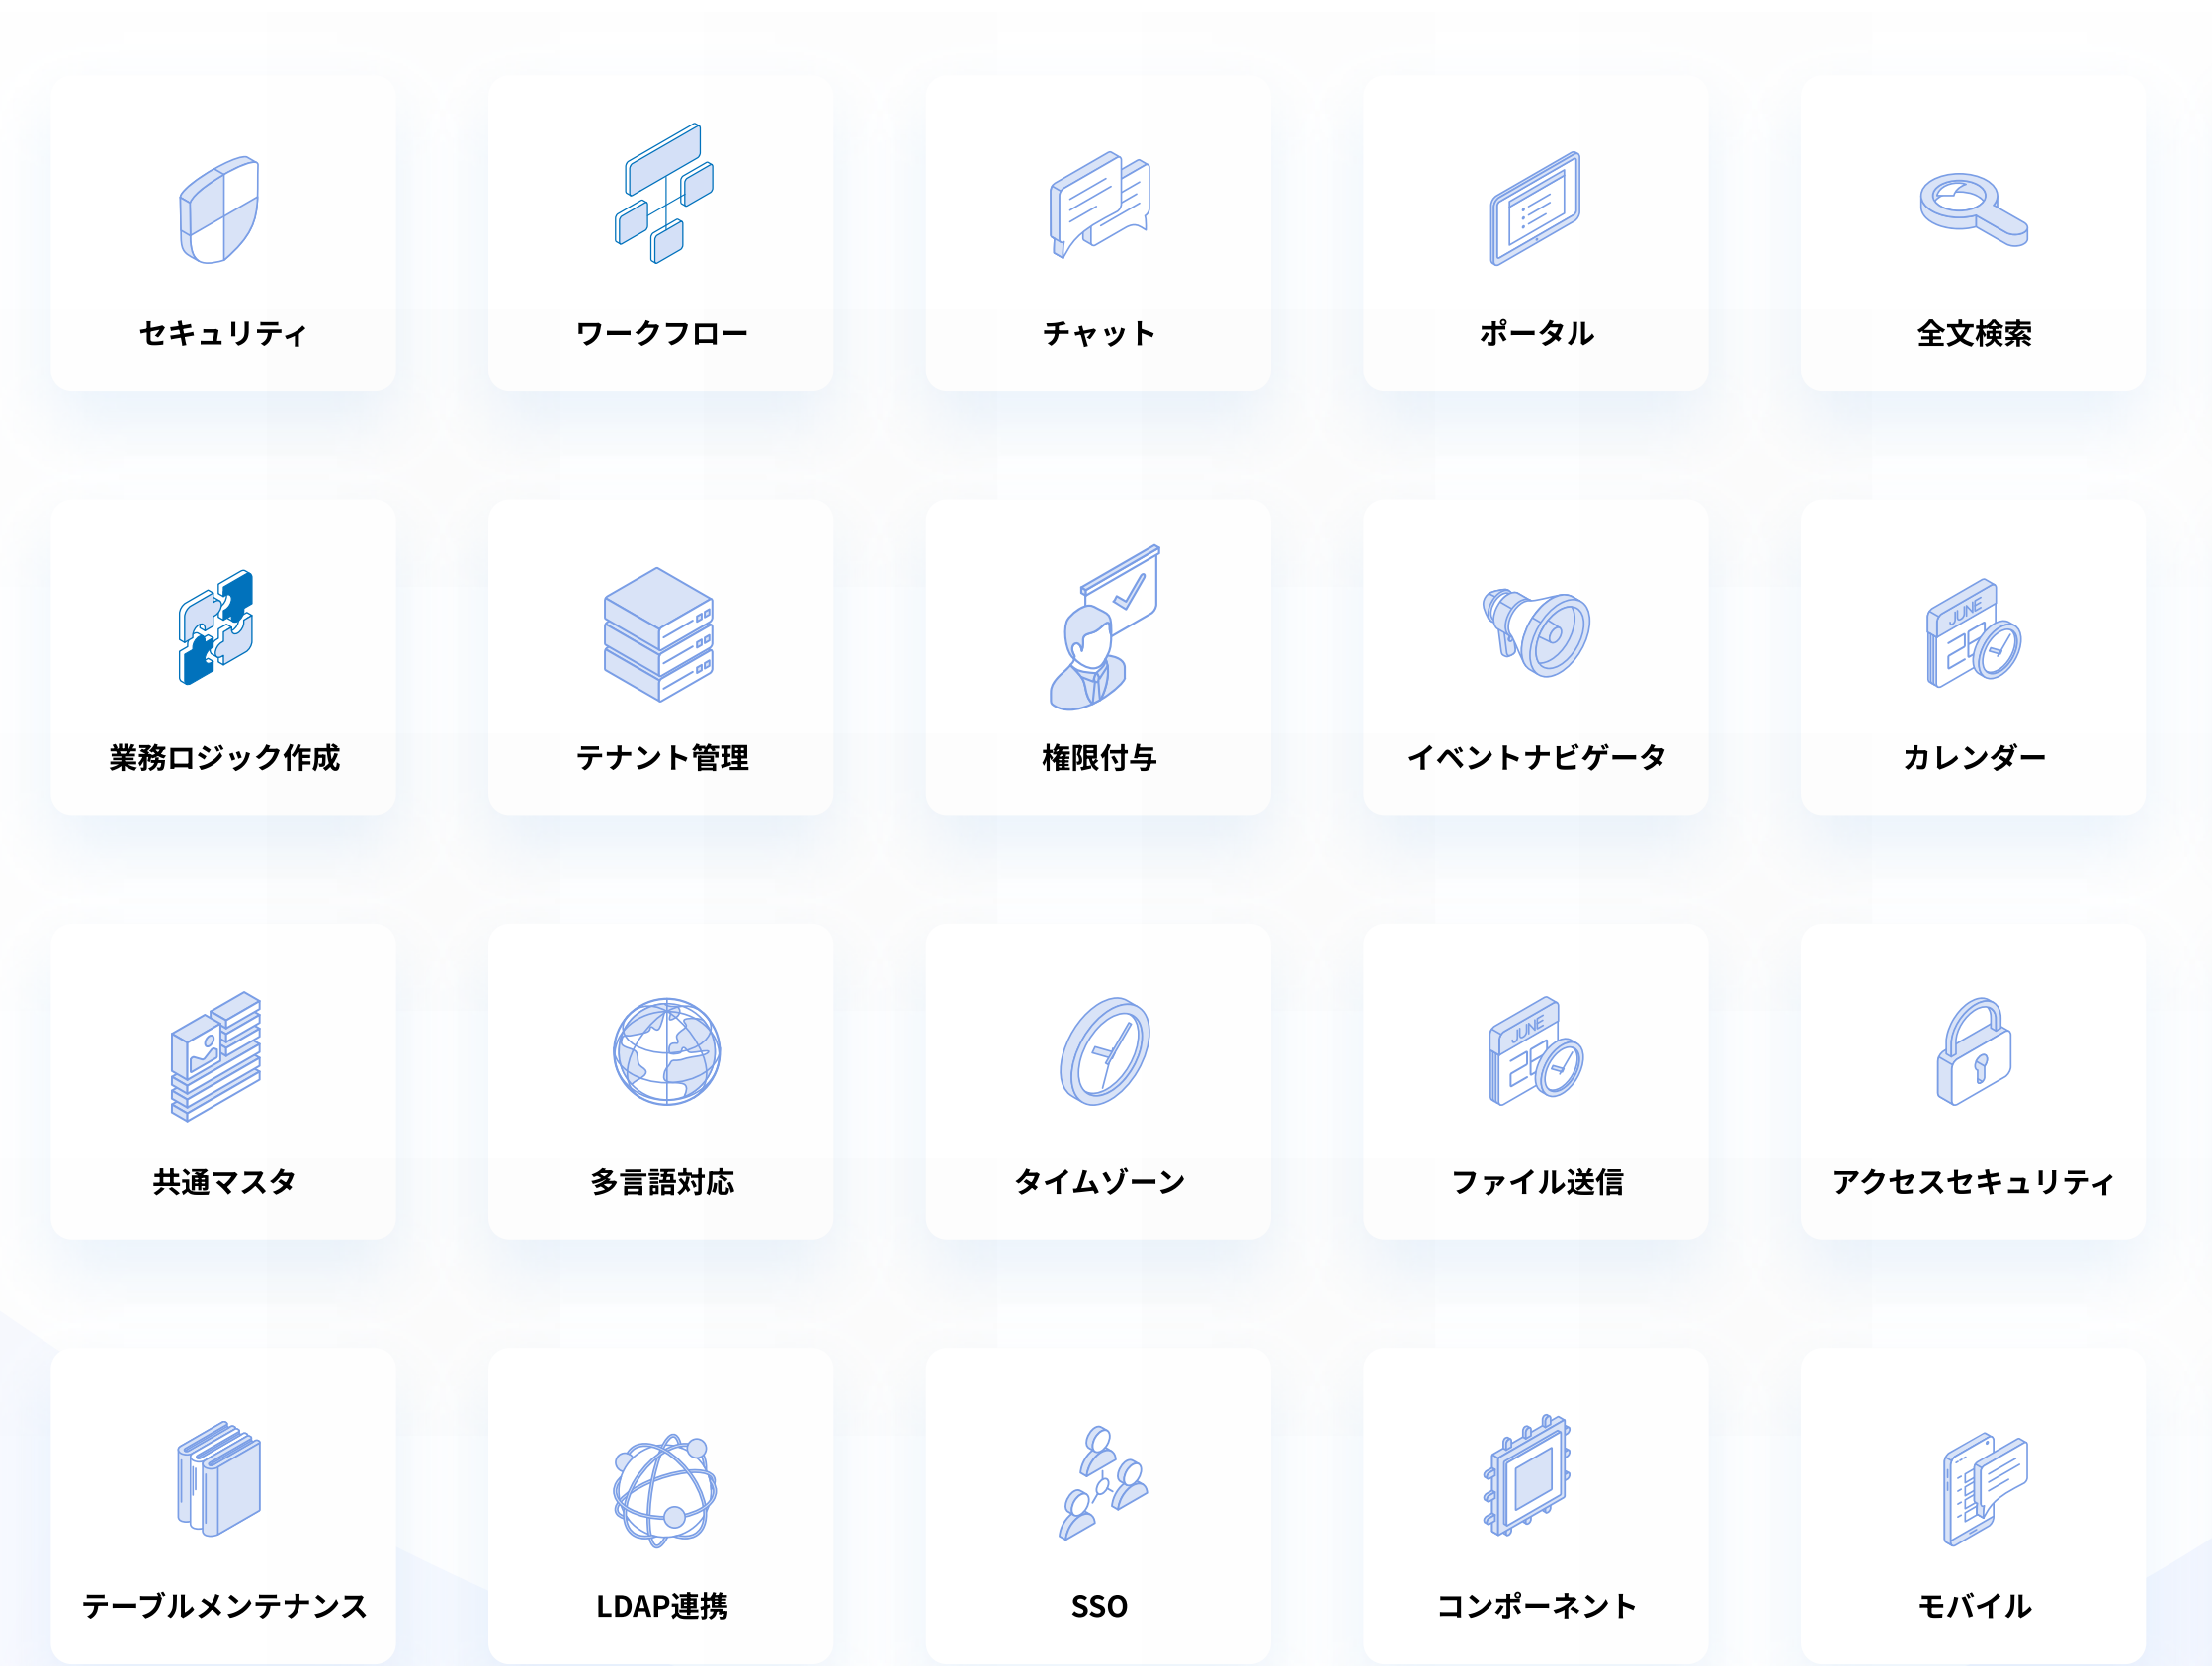 セキュリティ
ワークフロー
チャット
ポータル
全文検索
業務ロジック作成
テナント管理
権限付与
イベントナビゲータ
JUNE
カレンダー
共通マスタ
多言語対応
タイムゾーン
JUNE
ファイル送信
アクセスセキュリティ
テーブルメンテナンス
LDAP連携
SSO
コンポーネント
モバイル